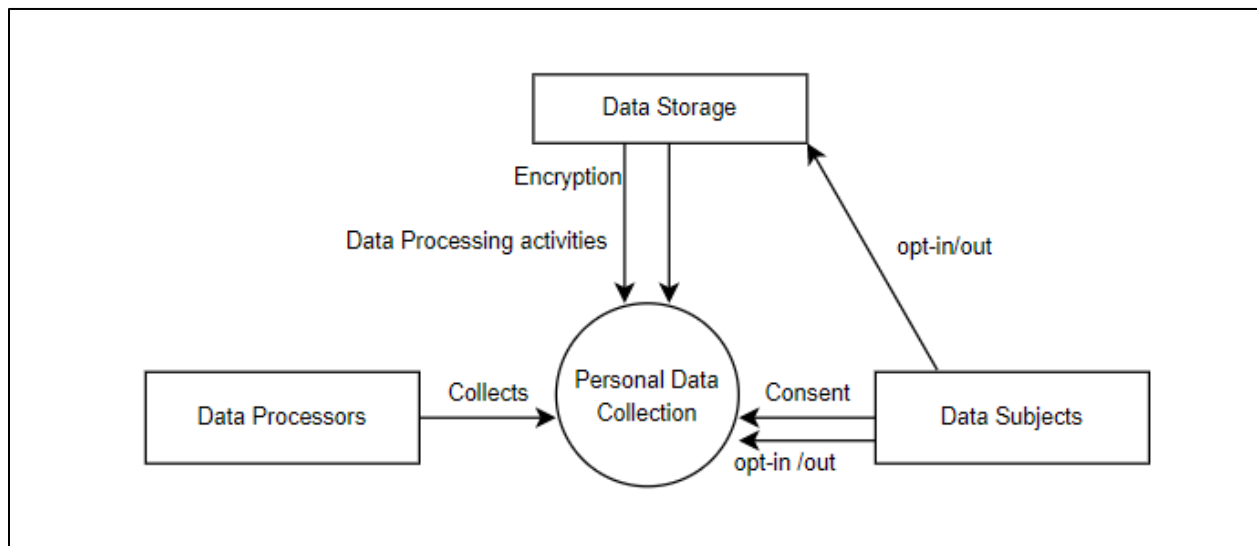 Data Storage
Encryption
Data Processing activities
opt-in/out
Data Processors
Collects
Personal Data
Collection
Consent
opt-in /out
Data Subjects